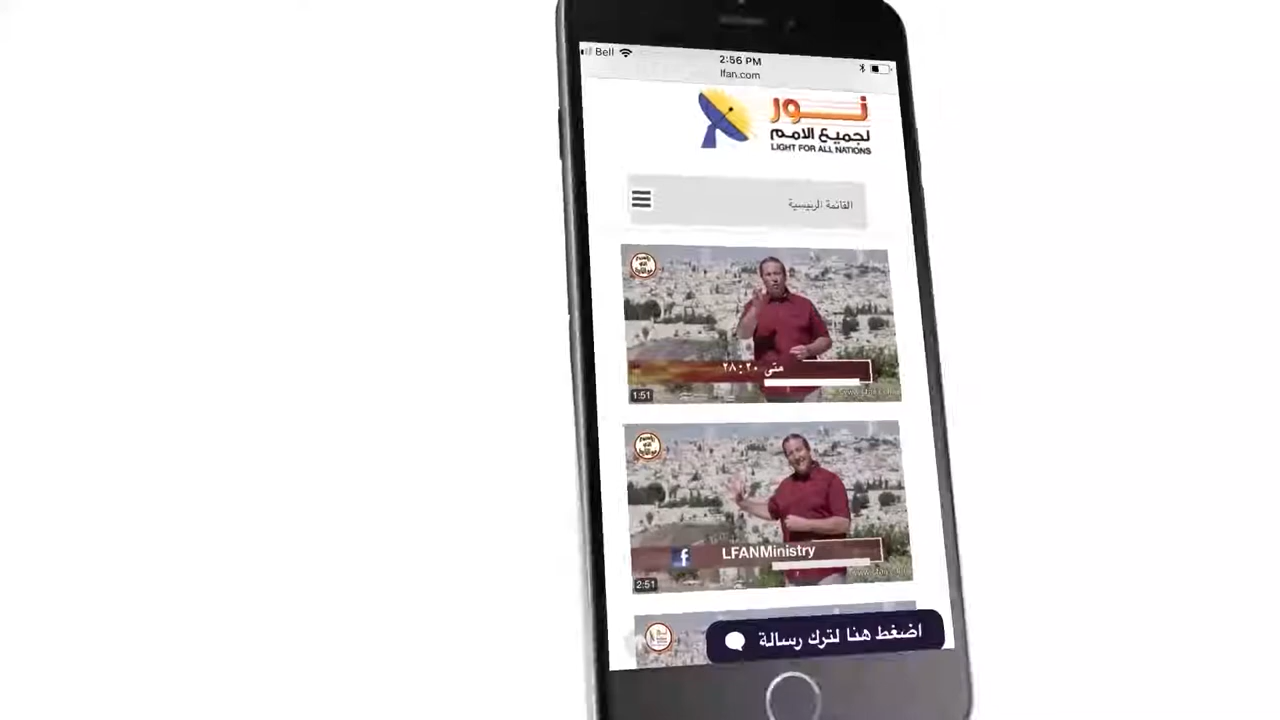 Bell
2:56 PM
lfan.com
نور
لجميع الامم
LIGHT FOR ALL NATIONS
القائمة الرئيسية
متى ٢٠:٢٨
1:51
LFANMinistry
2:51
اضغط هنا لترك رسالة